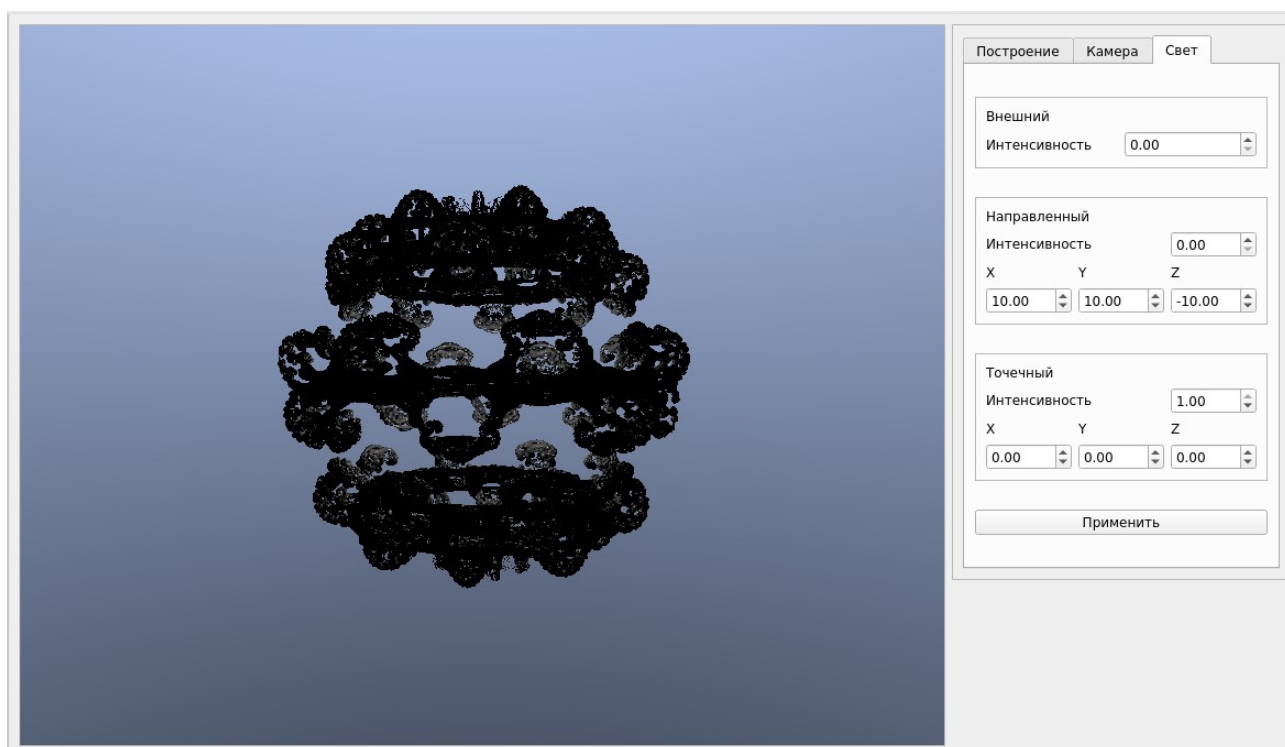 Построение Камера Свет
Внешний
Интенсивность 0.00
Направленный
Интенсивность 0.00
X Y Z
10.00 10.00 -10.00
Точечный
Интенсивность 1.00
X Y Z
0.00 0.00 0.00
Применить